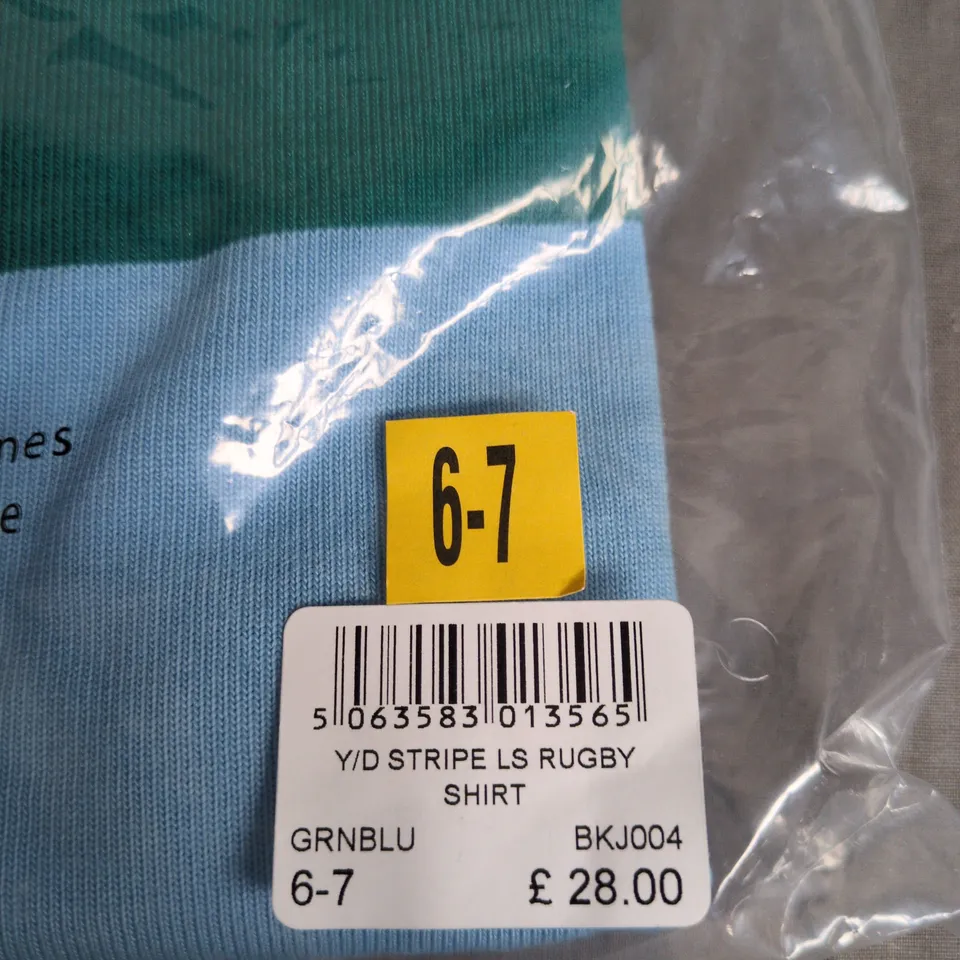 nes
e
6-7
5 063583 013565
Y/D STRIPE LS RUGBY
SHIRT
GRNBLU BKJ004
6-7 £ 28.00